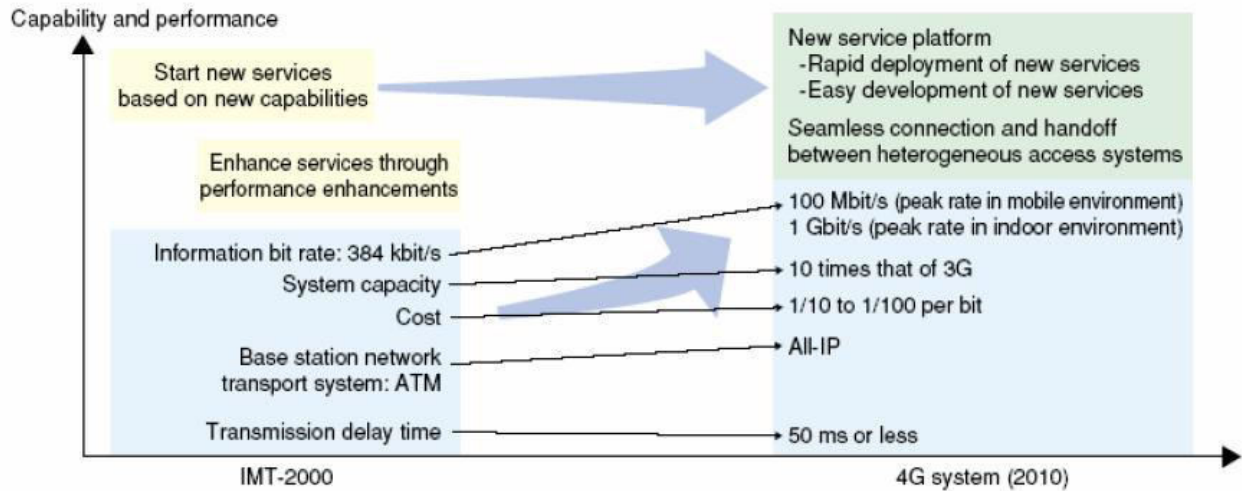 Capability and performance
Start new services
based on new capabilities
Enhance services through
performance enhancements
Information bit rate: 384 kbit/s
System capacity
Cost
Base station network
transport system: ATM
Transmission delay time
IMT-2000
New service platform
-Rapid deployment of new services
-Easy development of new services
Seamless connection and handoff
between heterogeneous access systems
100 Mbit/s (peak rate in mobile environment)
1 Gbit/s (peak rate in indoor environment)
10 times that of 3G
1/10 to 1/100 per bit
All-IP
50 ms or less
4G system (2010)